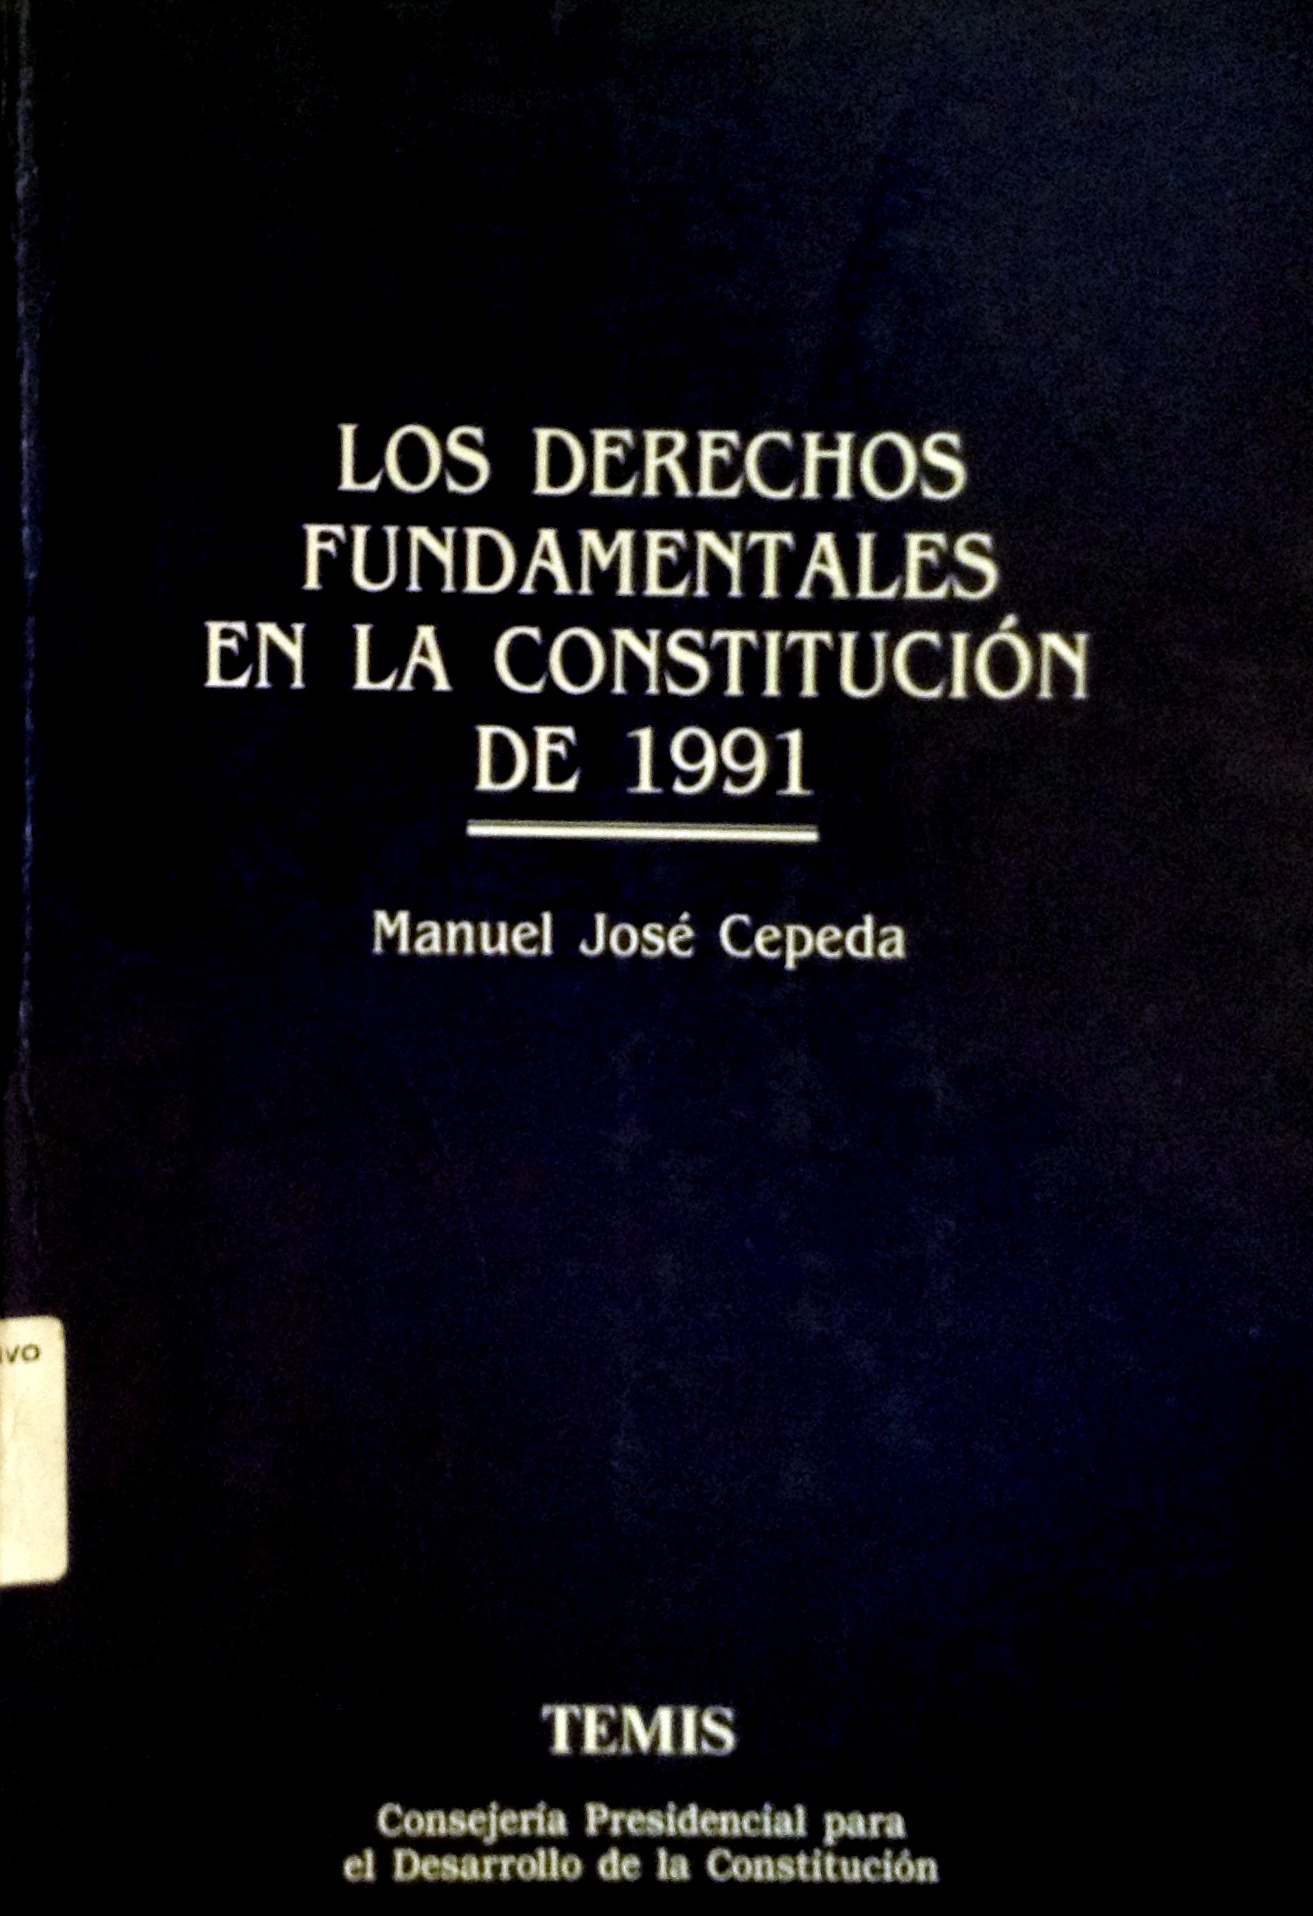 LOS DERECHOS
FUNDAMENTALES
EN LA CONSTITUCIÓN
DE 1991
Manuel José Cepeda
TEMIS
Consejería Presidencial para
el Desarrollo de la Constitución